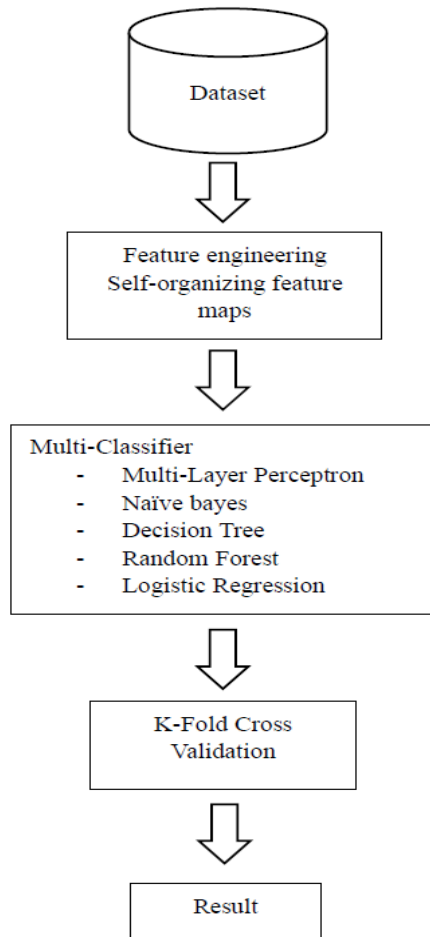 Dataset
Feature engineering
Self-organizing feature
maps
Multi-Classifier
- Multi-Layer Perceptron
- Naïve bayes
- Decision Tree
- Random Forest
- Logistic Regression
K-Fold Cross
Validation
Result